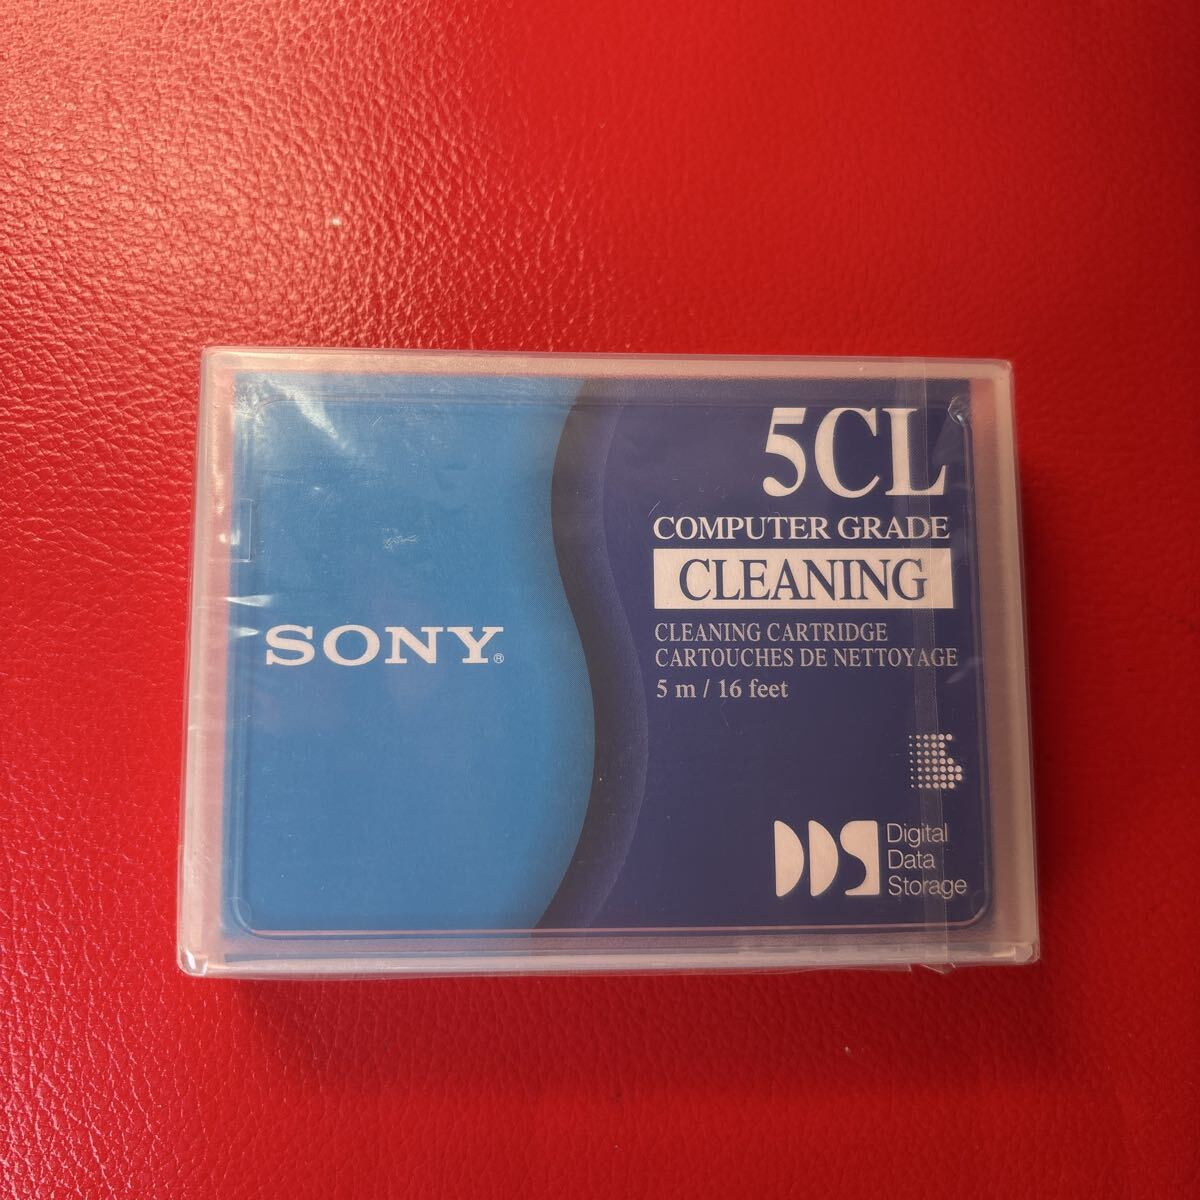 5CL
COMPUTER GRADE
CLEANING
CLEANING CARTRIDGE
CARTOUCHES DE NETTOYAGE
5 m / 16 feet
SONY®
DDS Digital
Data
Storage